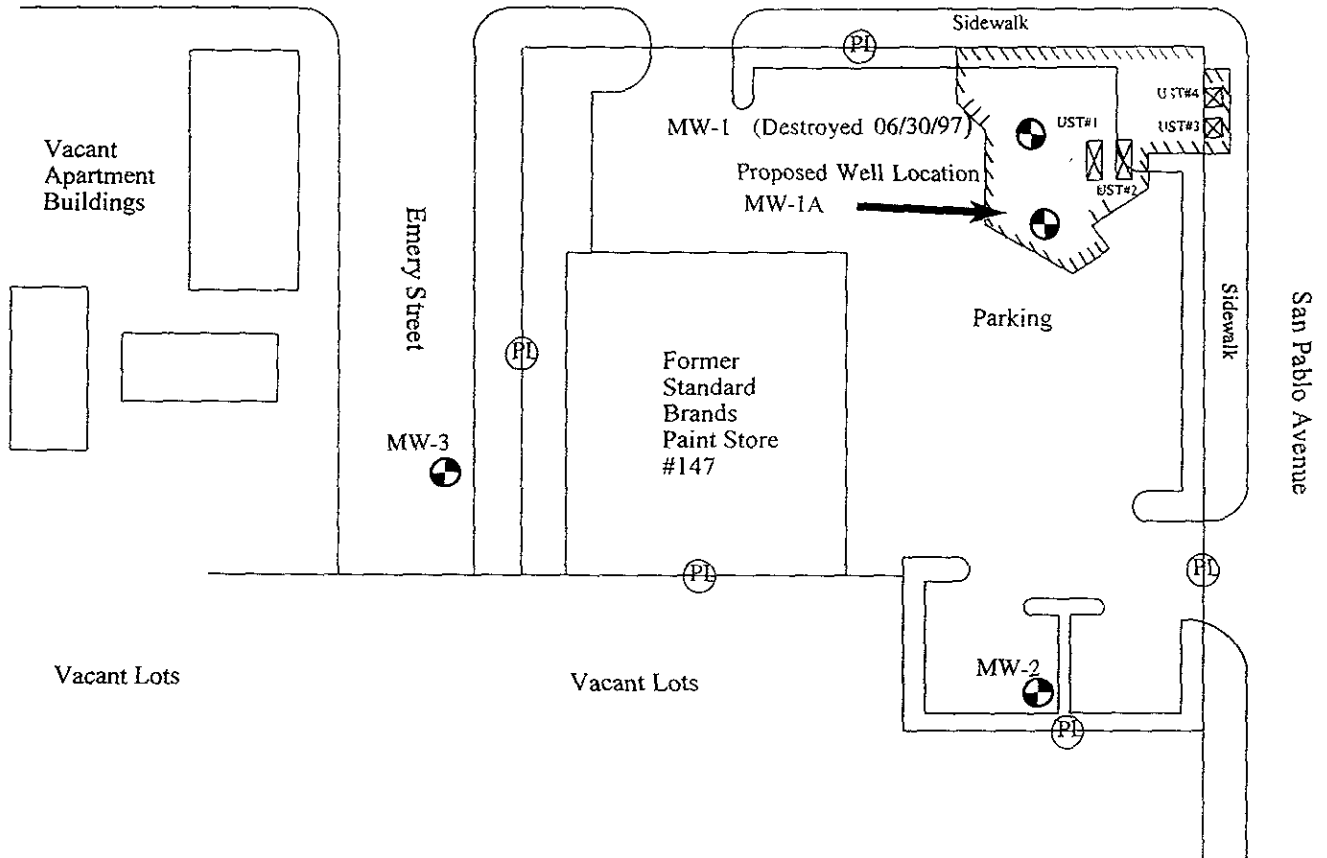 Sidewalk
PL
UST#4
MW-1 (Destroyed 06/30/97)
UST#1
UST#3
Vacant
Apartment
Buildings
Proposed Well Location
MW-1A
UST#2
Emery Street
Sidewalk
San Pablo Avenue
Parking
PL
Former
Standard
Brands
Paint Store
#147
MW-3
PL
PL
Vacant Lots
Vacant Lots
MW-2
PL